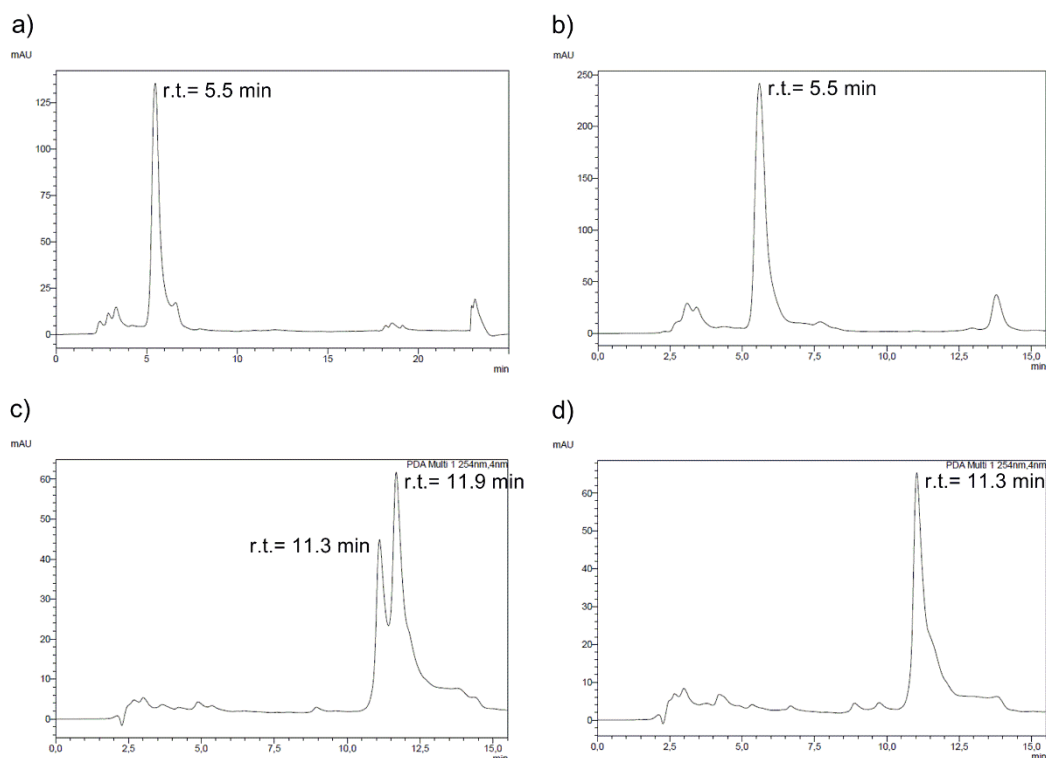 a)
mAU
r.t.= 5.5 min
125
100
75
50
25
0
0 5 10 15 20
min
b)
mAU
r.t.= 5.5 min
250
200
150
100
50
0
0,0 2,5 5,0 7,5 10,0 12,5 15,0
min
c)
mAU
PDA Multi 1 254nm,4nm
r.t.= 11.9 min
r.t.= 11.3 min
60
50
40
30
20
10
0
0,0 2,5 5,0 7,5 10,0 12,5 15,0
min
d)
mAU
PDA Multi 1 254nm,4nm
r.t.= 11.3 min
60
50
40
30
20
10
0
0,0 2,5 5,0 7,5 10,0 12,5 15,0
min